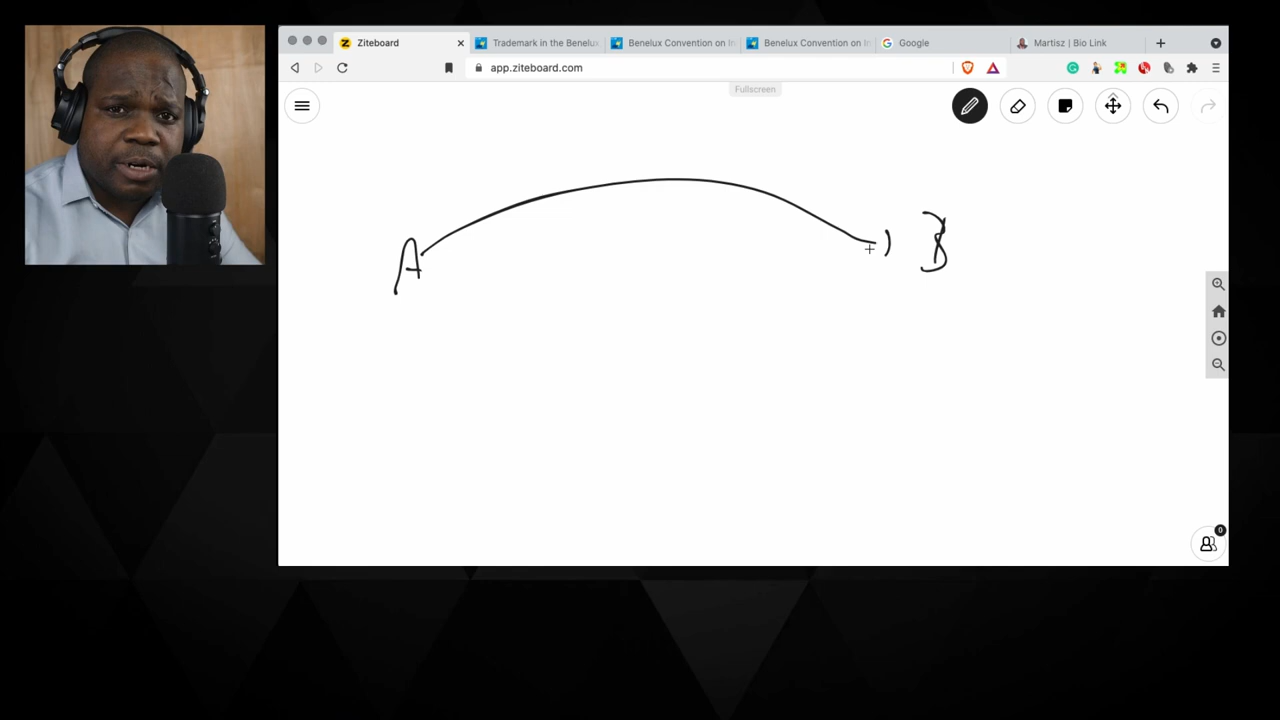 Ziteboard
Trademark in the Benelux
Benelux Convention on In
Benelux Convention on In
Google
Martisz | Bio Link
app.ziteboard.com
Fullscreen
A
B
0